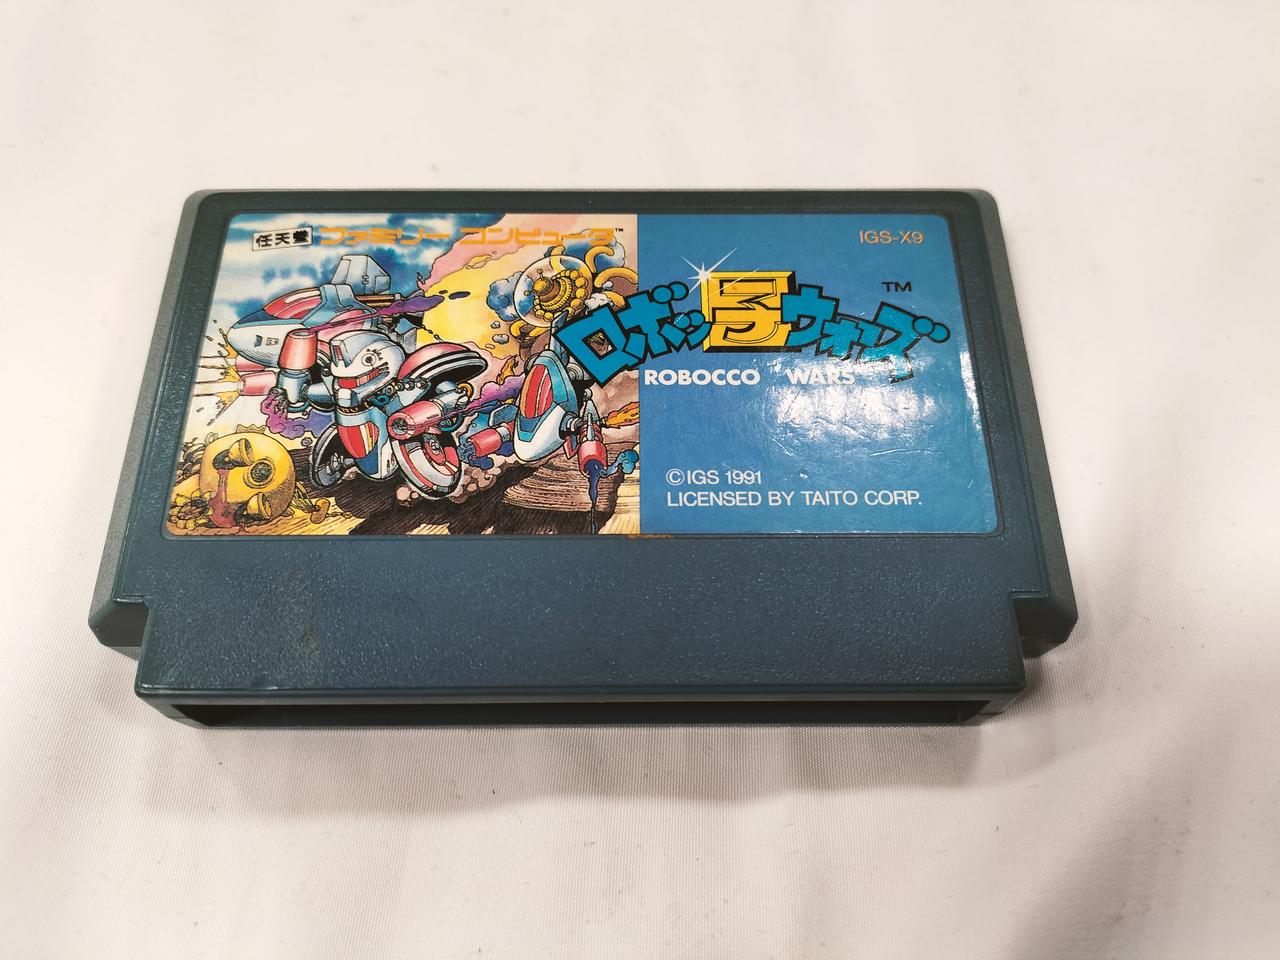 任天堂 ファミリー コンピュータ™
IGS-X9
ロボッ子ウォーズ TM
ROBOCCO WARS
©IGS 1991
LICENSED BY TAITO CORP.